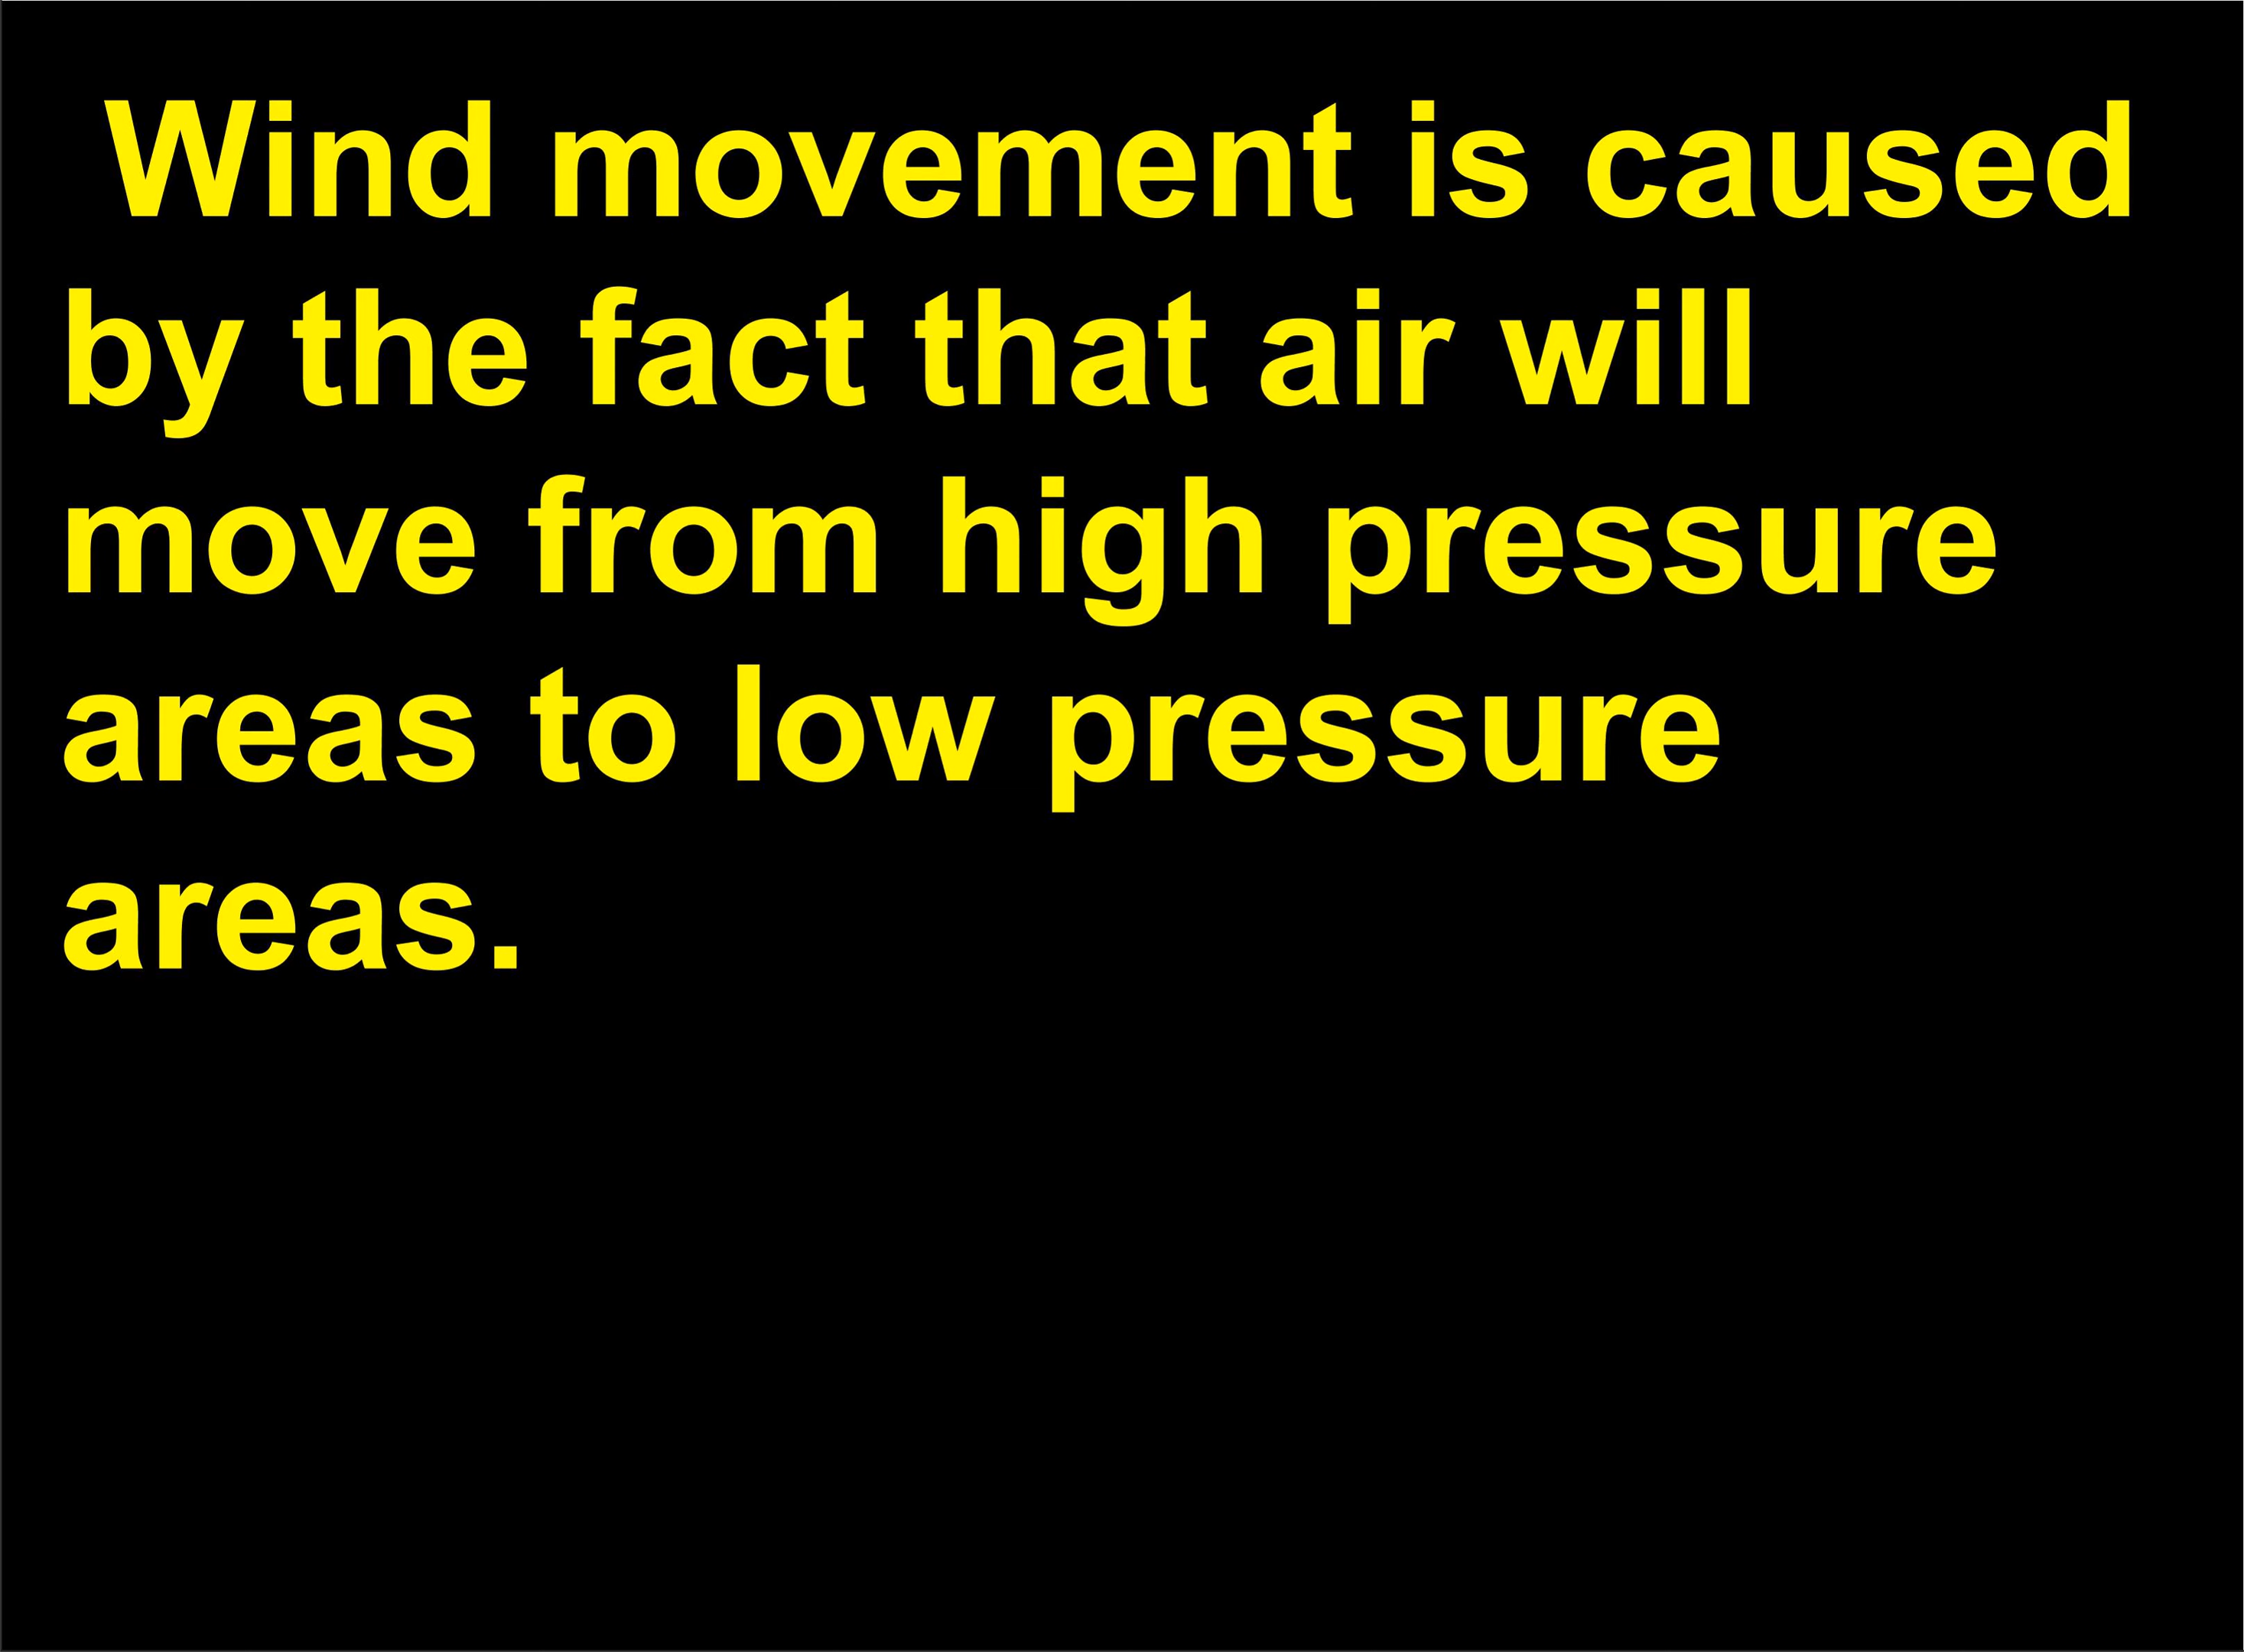 Wind movement is caused
by the fact that air will
move from high pressure
areas to low pressure
areas.